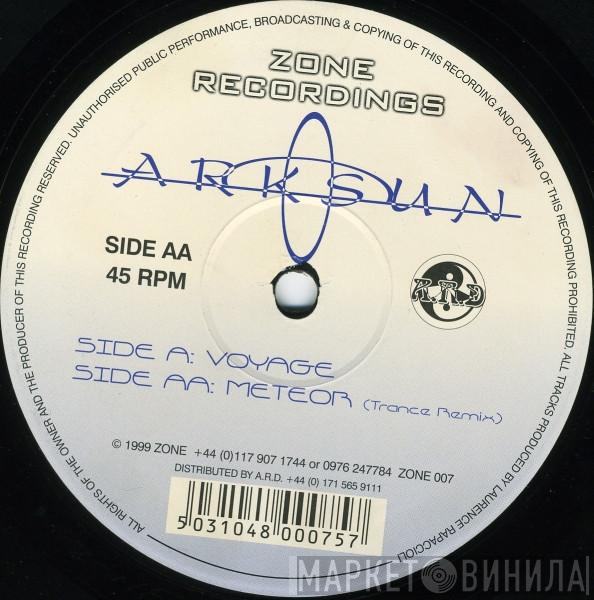 ALL RIGHTS OF THE OWNER AND THE PRODUCER OF THIS RECORDING RESERVED. UNAUTHORISED PUBLIC PERFORMANCE, BROADCASTING & COPYING OF THIS RECORDING AND COPYING OF THIS RECORDING PROHIBITED. ALL TRACKS PRODUCED BY LAURENCE RAPACCIOLI
ZONE
RECORDINGS
ARKSUN
SIDE AA
45 RPM
A.R.D
SIDE A: VOYAGE
SIDE AA: METEOR (Trance Remix)
© 1999 ZONE +44 (0)117 907 1744 or 0976 247784 ZONE 007
DISTRIBUTED BY A.R.D. +44 (0) 171 565 9111
5 031048 000757
МАРКЕТ ВИНИЛА